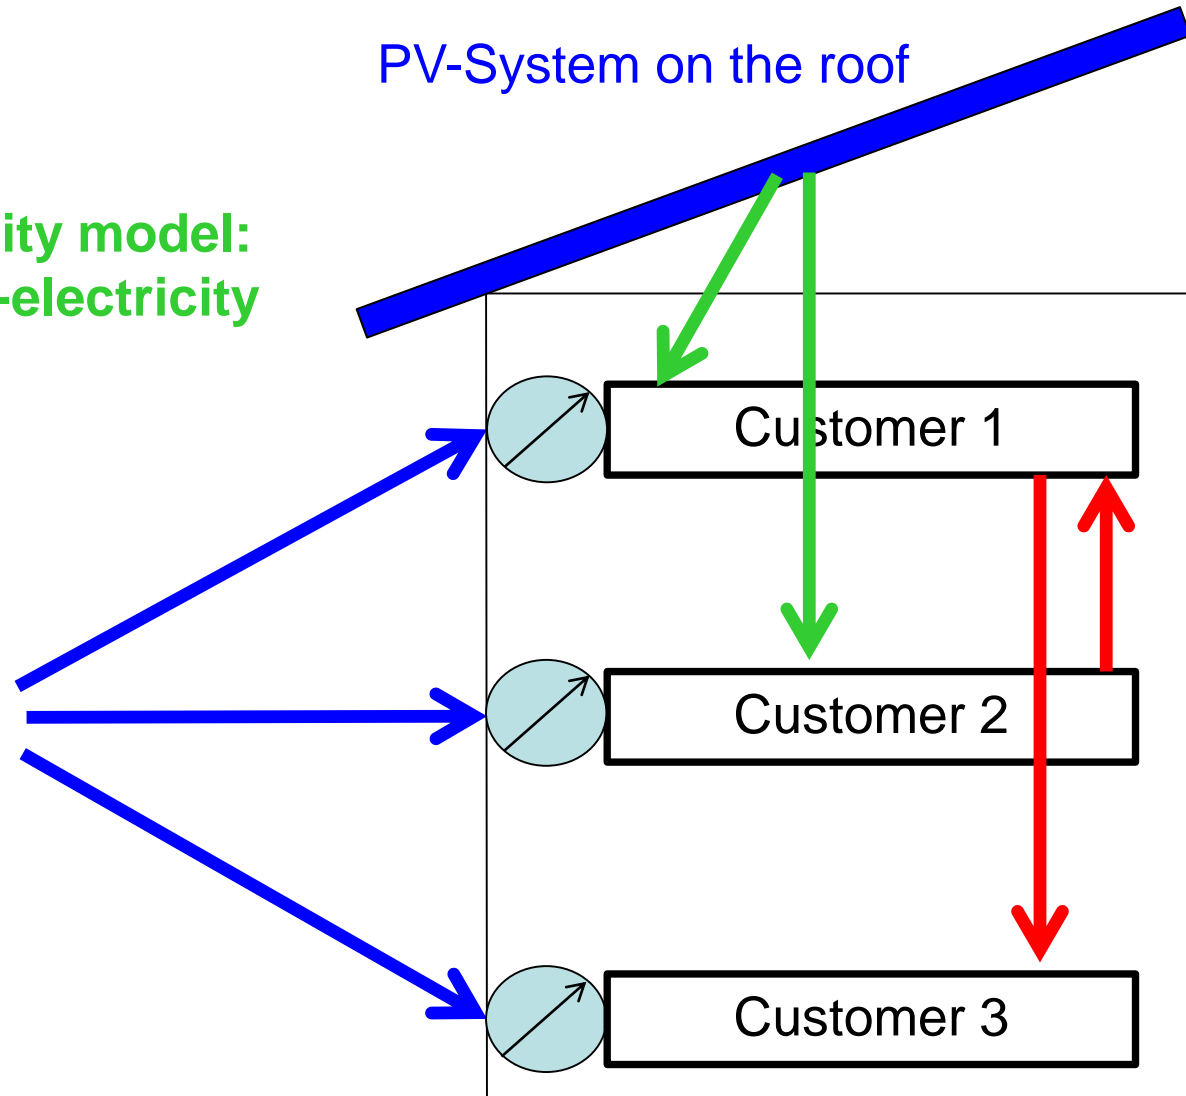 PV-System on the roof
ity model:
-electricity
Customer 1
Customer 2
Customer 3